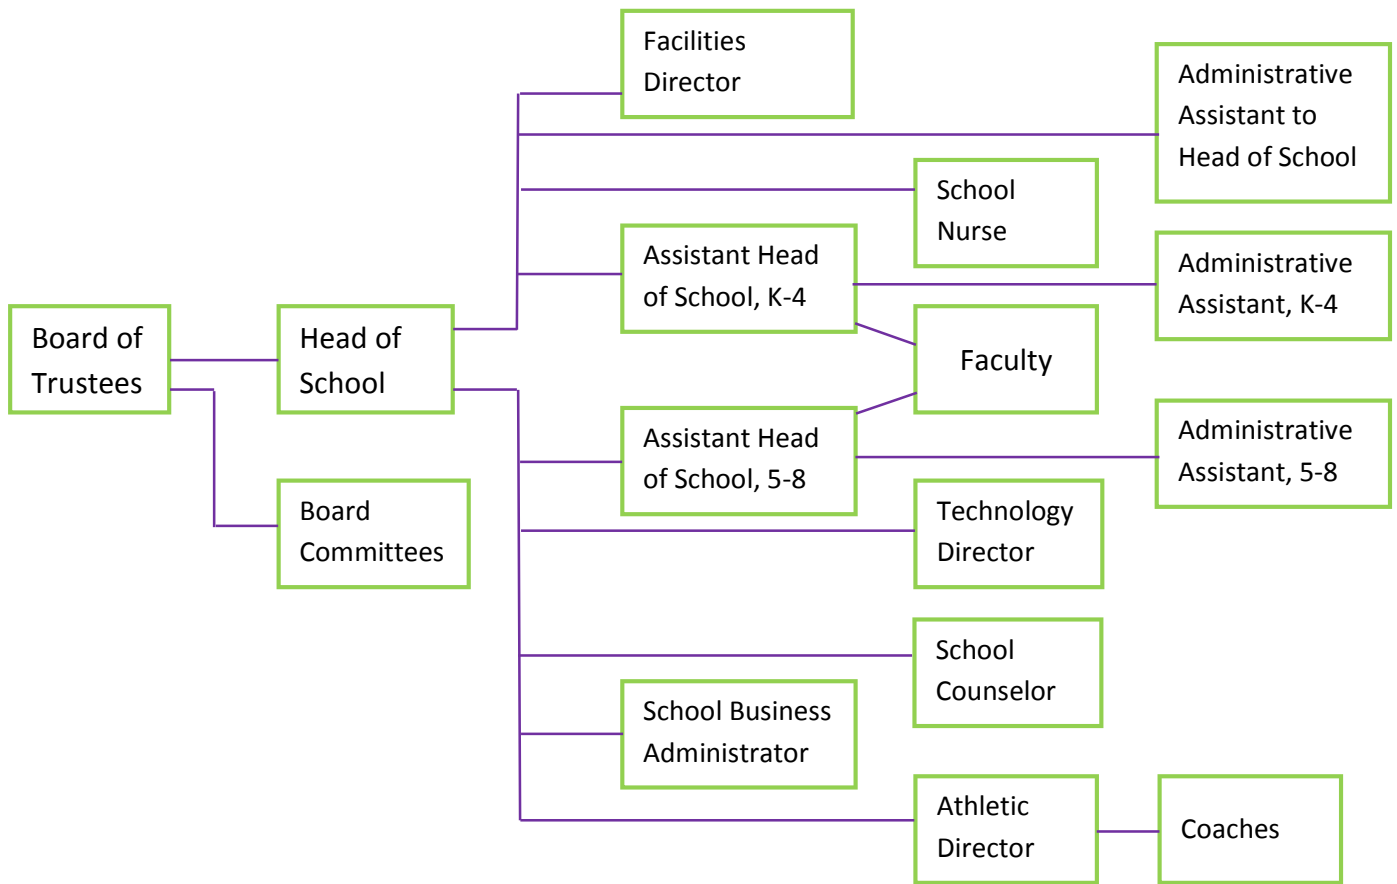 Facilities
Director
Administrative
Assistant to
Head of School
School
Nurse
Assistant Head
of School, K-4
Administrative
Assistant, K-4
Board of
Trustees
Head of
School
Faculty
Assistant Head
of School, 5-8
Administrative
Assistant, 5-8
Board
Committees
Technology
Director
School
Counselor
School Business
Administrator
Athletic
Director
Coaches